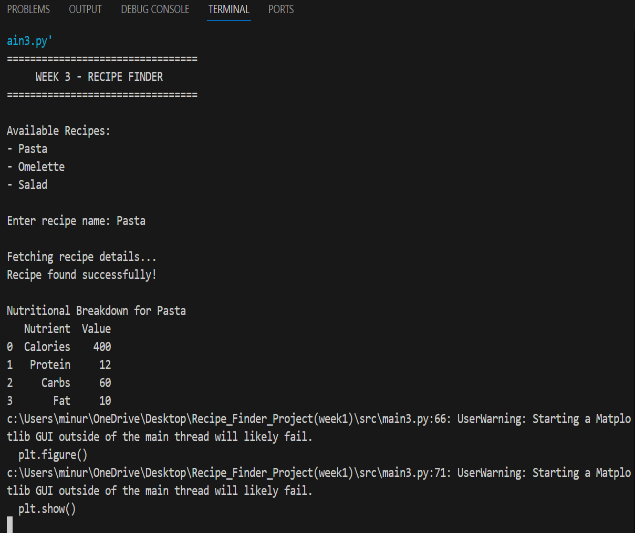 PROBLEMS OUTPUT DEBUG CONSOLE TERMINAL PORTS
ain3.py'
=================================
WEEK 3 - RECIPE FINDER
=================================
Available Recipes:
- Pasta
- Omelette
- Salad
Enter recipe name: Pasta
Fetching recipe details...
Recipe found successfully!
Nutritional Breakdown for Pasta
Nutrient Value
0 Calories 400
1 Protein 12
2 Carbs 60
3 Fat 10
c:\Users\minur\OneDrive\Desktop\Recipe_Finder_Project(week1)\src\main3.py:66: UserWarning: Starting a Matplo
tlib GUI outside of the main thread will likely fail.
plt.figure()
c:\Users\minur\OneDrive\Desktop\Recipe_Finder_Project(week1)\src\main3.py:71: UserWarning: Starting a Matplo
tlib GUI outside of the main thread will likely fail.
plt.show()